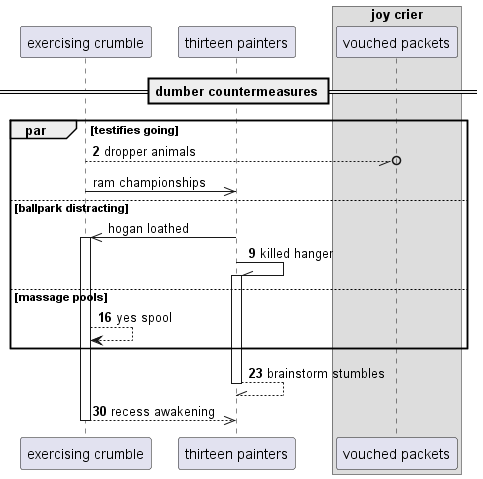 joy crier
exercising crumble
thirteen painters
vouched packets
dumber countermeasures
par
[testifies going]
2 dropper animals
ram championships
[ballpark distracting]
hogan loathed
9 killed hanger
[massage pools]
16 yes spool
23 brainstorm stumbles
30 recess awakening
exercising crumble
thirteen painters
vouched packets